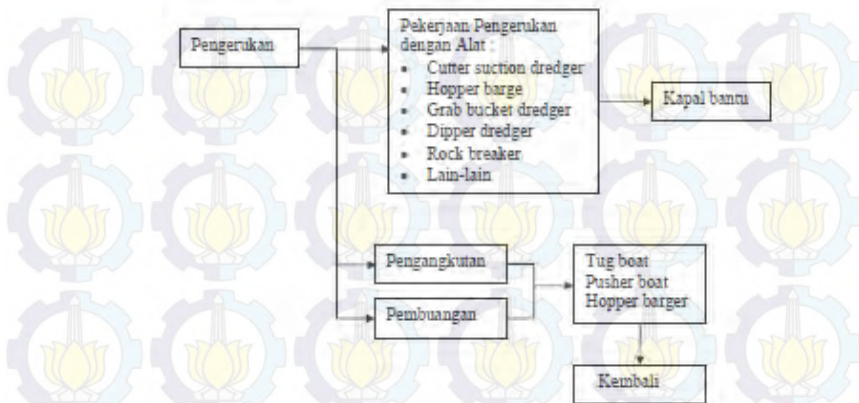 Pengerukan
Pekerjaan Pengerukan
dengan Alat :
• Cutter suction dredger
• Hopper barge
• Grab bucket dredger
• Dipper dredger
• Rock breaker
• Lain-lain
Kapal bantu
Pengangkutan
Pembuangan
Tug boat
Pusher boat
Hopper barger
Kembali